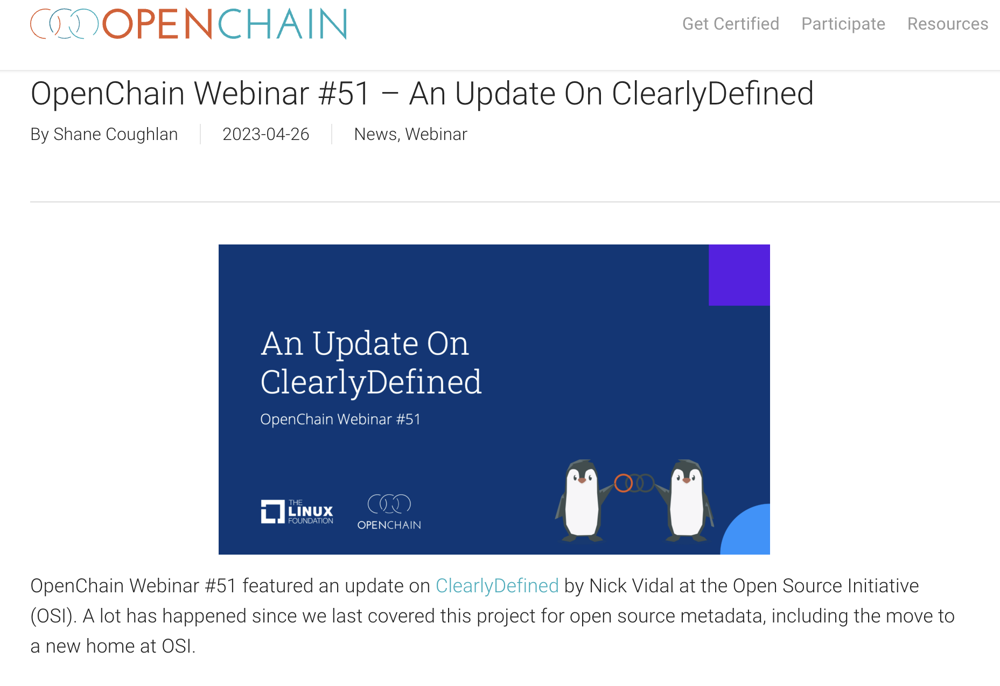 OPENCHAIN
Get Certified Participate Resources
OpenChain Webinar #51 – An Update On ClearlyDefined
By Shane Coughlan 2023-04-26 News, Webinar
An Update On
ClearlyDefined
OpenChain Webinar #51
THE
LINUX
FOUNDATION
OPENCHAIN
OpenChain Webinar #51 featured an update on ClearlyDefined by Nick Vidal at the Open Source Initiative
(OSI). A lot has happened since we last covered this project for open source metadata, including the move to
a new home at OSI.